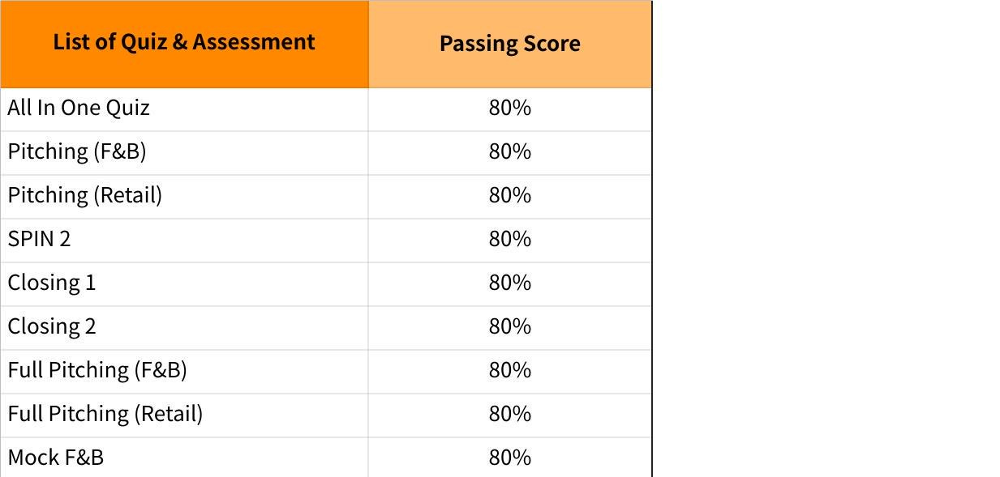 List of Quiz & Assessment Passing Score
All In One Quiz 80%
Pitching (F&B) 80%
Pitching (Retail) 80%
SPIN 2 80%
Closing 1 80%
Closing 2 80%
Full Pitching (F&B) 80%
Full Pitching (Retail) 80%
Mock F&B 80%